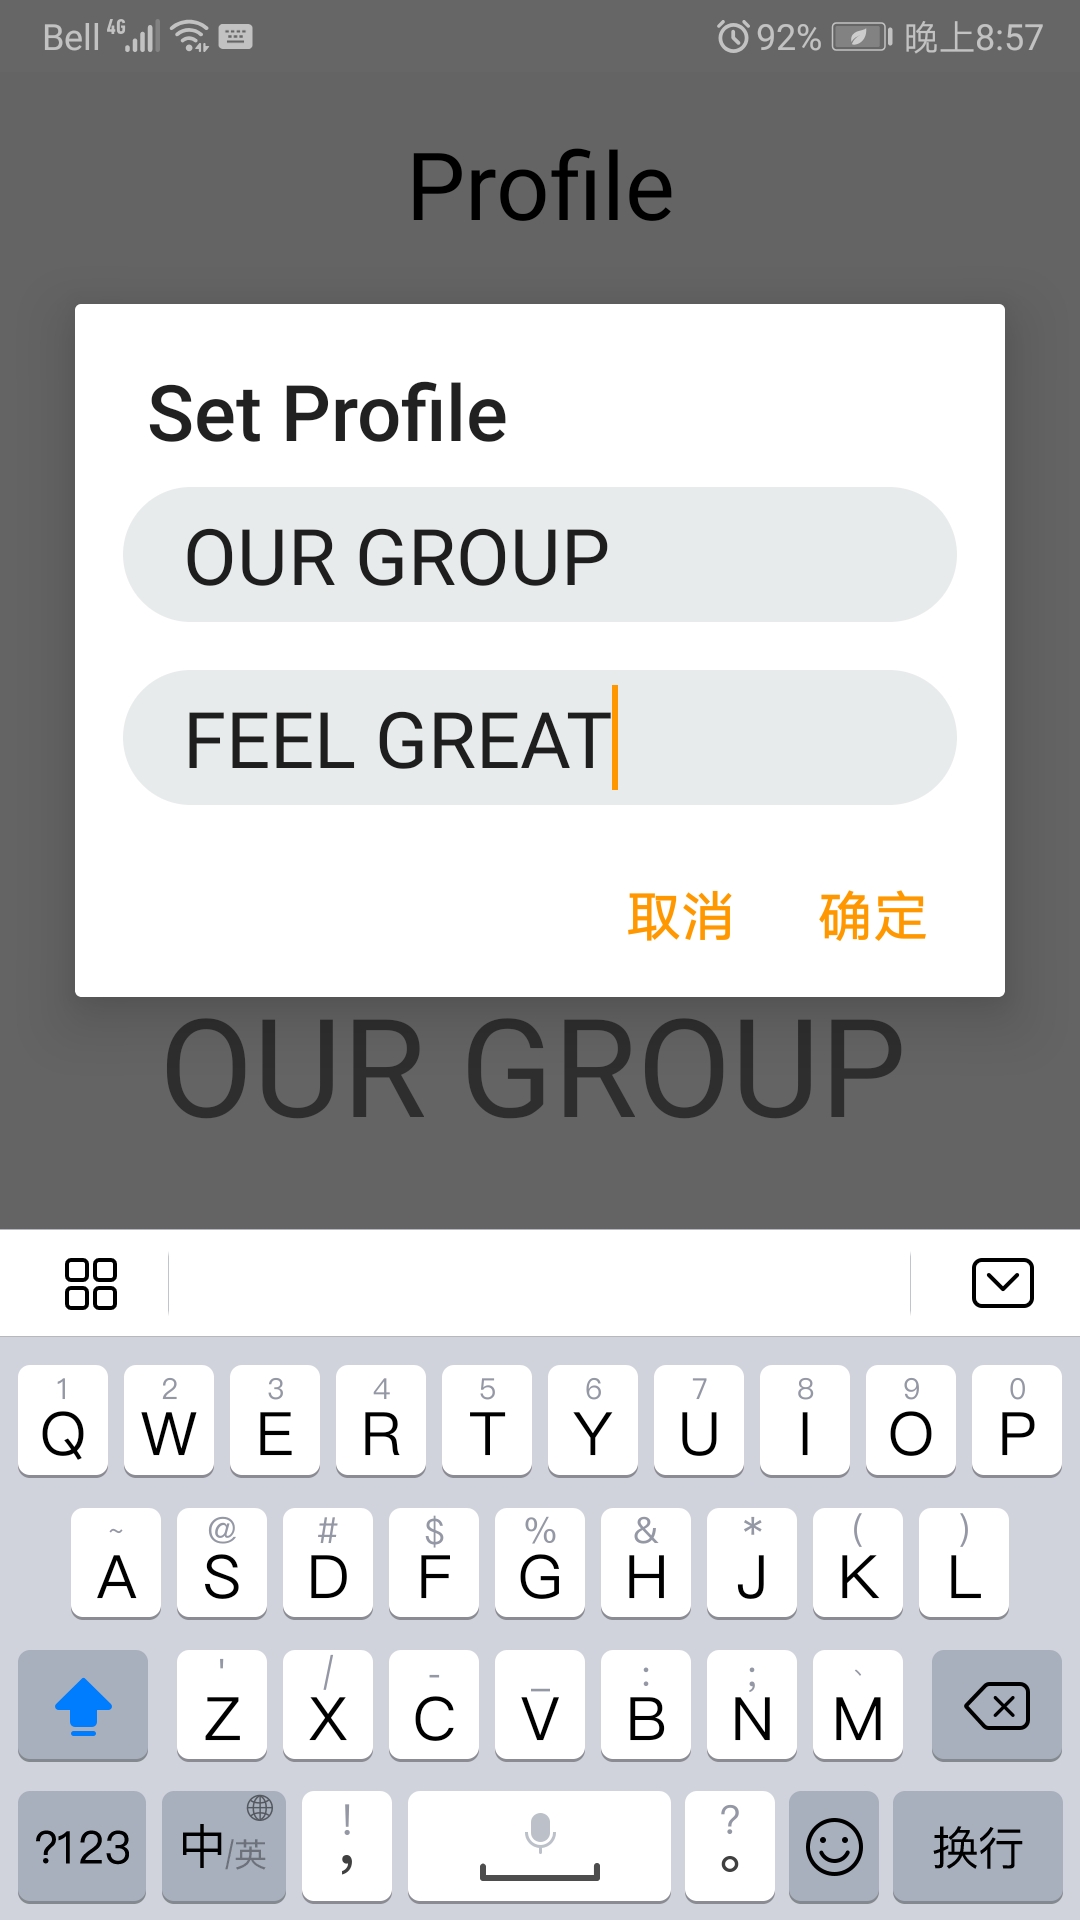 Bell 4G 92% 晚上8:57
Profile
Set Profile
OUR GROUP
FEEL GREAT
取消 确定
OUR GROUP
1 2 3 4 5 6 7 8 9 0
Q W E R T Y U I O P
~ @ # $ % & * ( )
A S D F G H J K L
' / - _ : ; `
Z X C V B N M
! ?
?123 中/英 , 。 换行